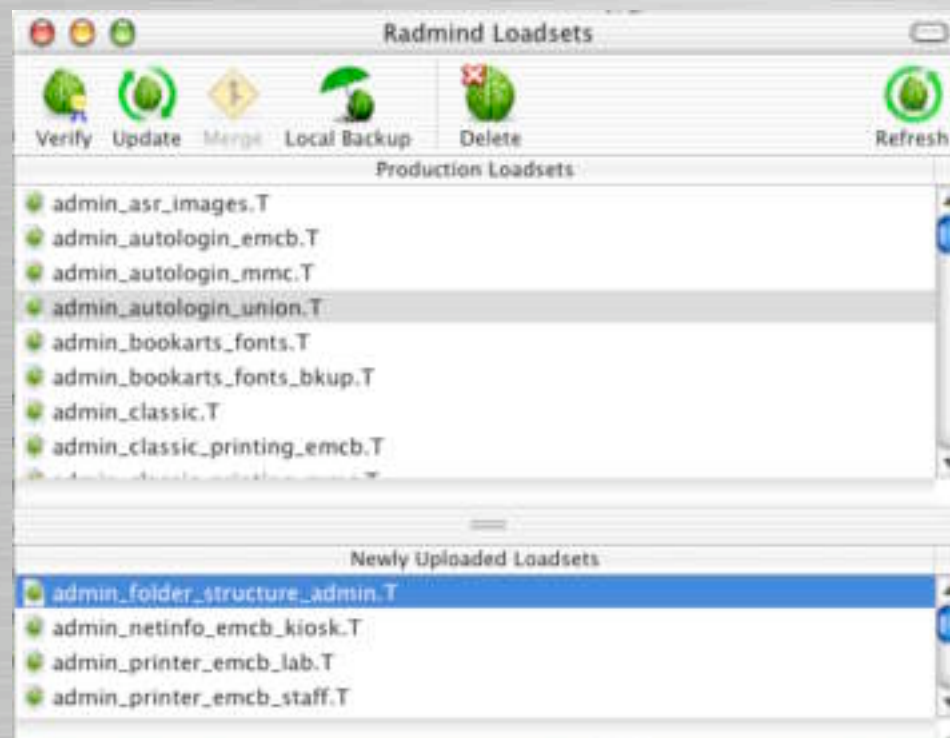 Radmind Loadsets
Verify Update Merge Local Backup Delete Refresh
Production Loadsets
admin_asr_images.T
admin_autologin_emcb.T
admin_autologin_mmc.T
admin_autologin_union.T
admin_bookarts_fonts.T
admin_bookarts_fonts_bkup.T
admin_classic.T
admin_classic_printing_emcb.T
Newly Uploaded Loadsets
admin_folder_structure_admin.T
admin_netinfo_emcb_kiosk.T
admin_printer_emcb_lab.T
admin_printer_emcb_staff.T